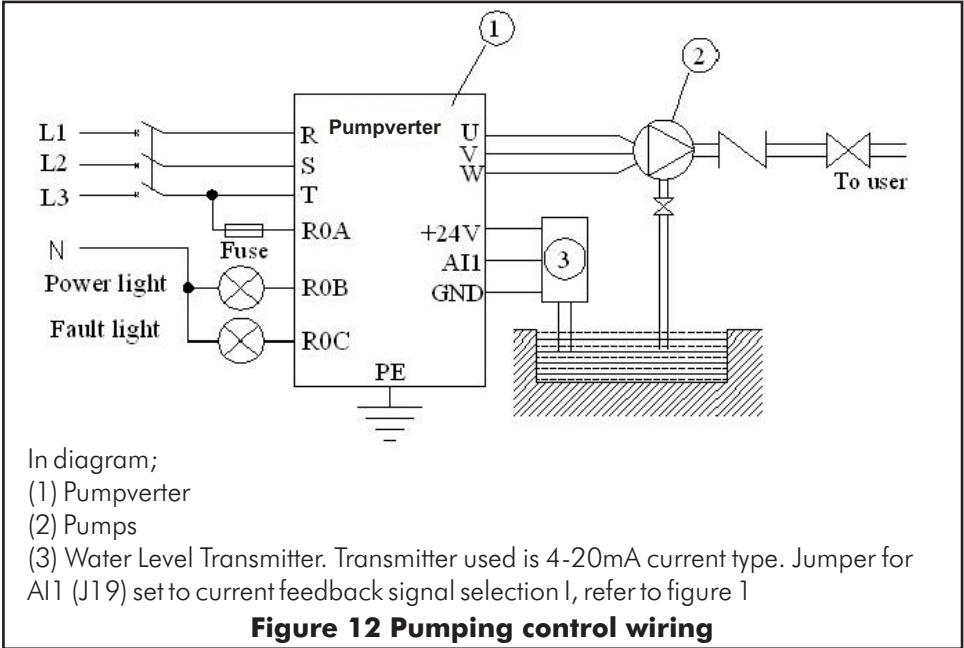 1
2
L1
R
Pumpverter
U
L2
S
V
L3
T
W
To user
R0A
+24V
N
Fuse
AI1
3
Power light
R0B
GND
Fault light
R0C
PE
In diagram;
(1) Pumpverter
(2) Pumps
(3) Water Level Transmitter. Transmitter used is 4-20mA current type. Jumper for
AI1 (J19) set to current feedback signal selection I, refer to figure 1
Figure 12 Pumping control wiring